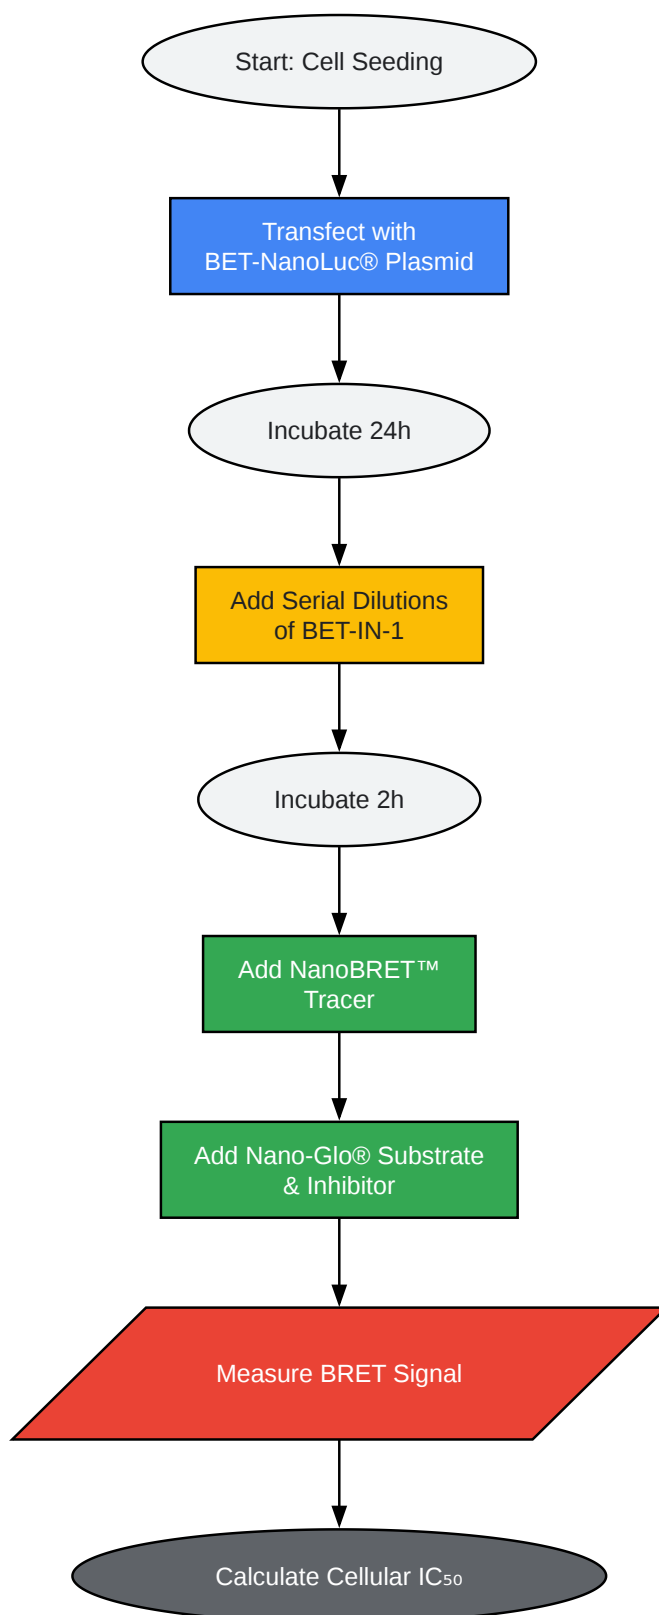 Start: Cell Seeding
Transfect with
BET-NanoLuc® Plasmid
Incubate 24h
Add Serial Dilutions
of BET-IN-1
Incubate 2h
Add NanoBRET™
Tracer
Add Nano-Glo® Substrate
& Inhibitor
Measure BRET Signal
Calculate Cellular IC₅₀